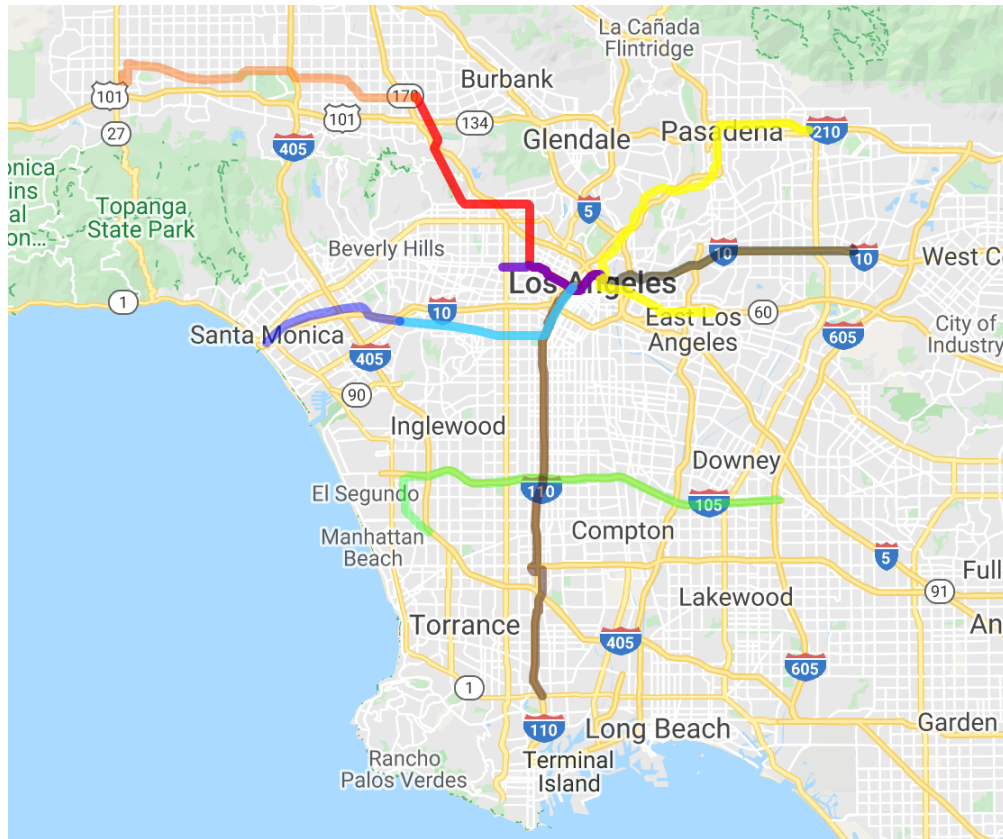 La Cañada
Flintridge
Burbank
101
170
101
134
Glendale
Pasadena
210
27
405
onica
ins
al
on...
Topanga
State Park
5
Beverly Hills
10
10
West Co
Los Angeles
1
10
Santa Monica
East Los
Angeles
60
605
City of
Industry
405
90
Inglewood
Downey
El Segundo
110
105
Compton
Manhattan
Beach
5
Full
91
Lakewood
Torrance
An
405
605
1
110
Long Beach
Garden
Rancho
Palos Verdes
Terminal
Island